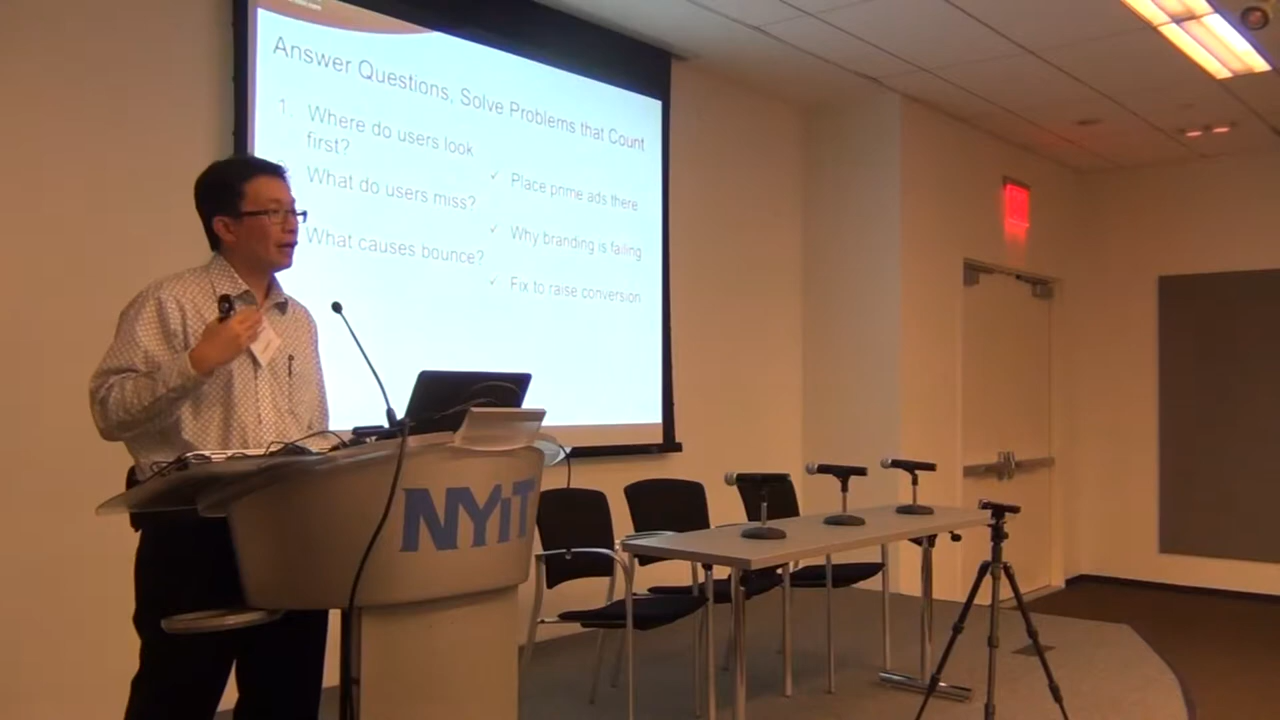 Answer Questions, Solve Problems that Count
1. Where do users look
first?
What do users miss?
What causes bounce?
✓ Place prime ads there
✓ Why branding is failing
✓ Fix to raise conversion
NYIT